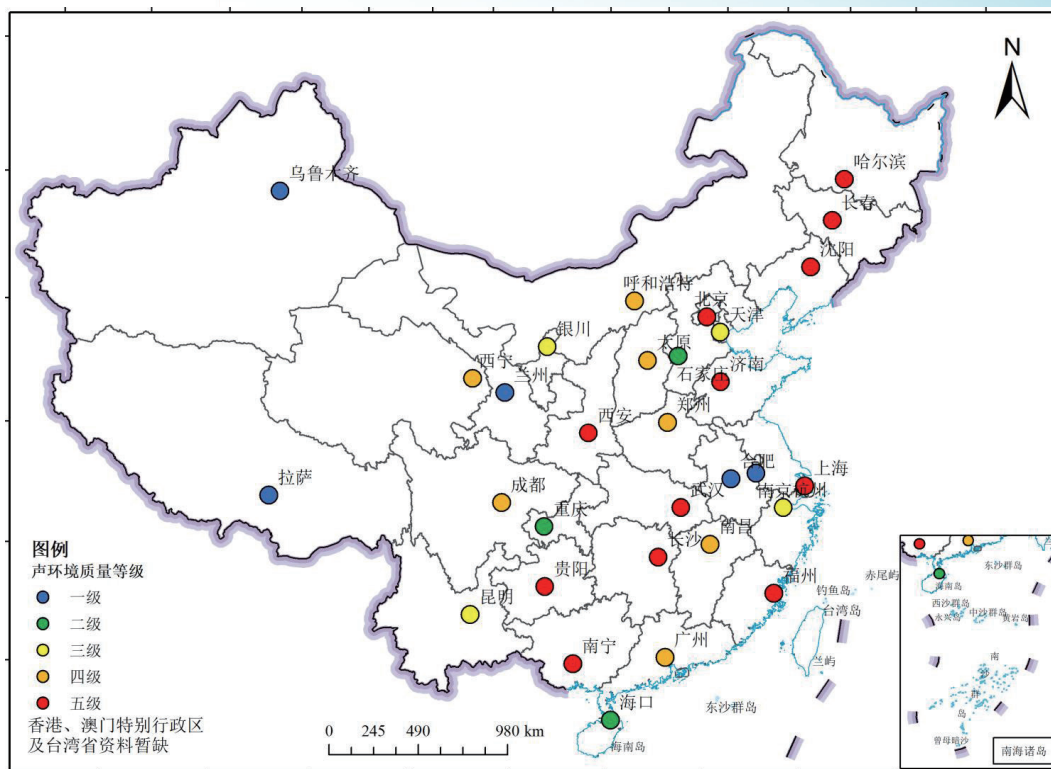 N
乌鲁木齐
哈尔滨
长春
沈阳
呼和浩特
北京
天津
银川
太原
西宁
石家庄
济南
兰州
郑州
西安
合肥
上海
拉萨
成都
武汉
南京
杭州
重庆
南昌
长沙
贵阳
福州
昆明
钓鱼岛
赤尾屿
台湾岛
南宁
广州
兰屿
海口
东沙群岛
海南岛
图例
声环境质量等级
一级
二级
三级
四级
五级
香港、澳门特别行政区
及台湾省资料暂缺
0 245 490 980 km
东沙群岛
海南岛
西沙群岛
中沙群岛
永兴岛
黄岩岛
南
沙
群
岛
曾母暗沙
南海诸岛